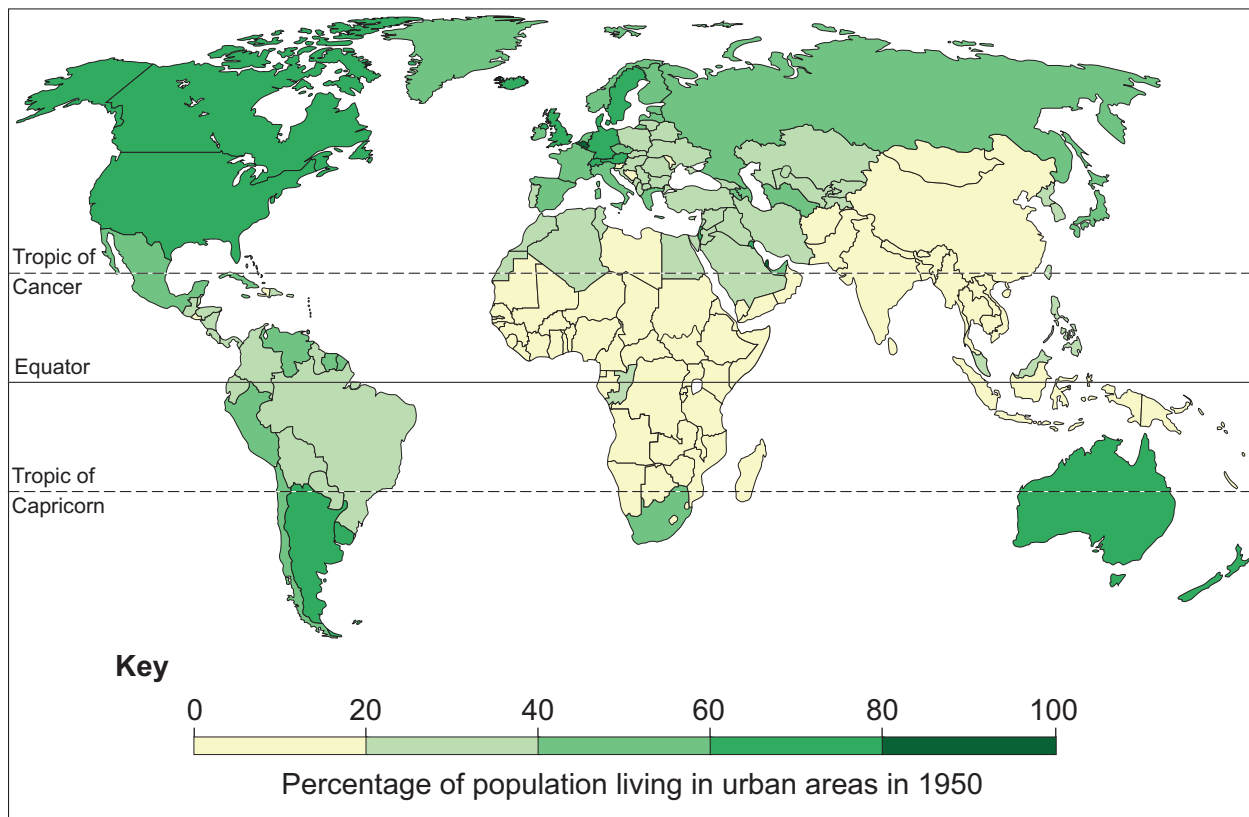 Tropic of
Cancer
Equator
Tropic of
Capricorn
Key
0 20 40 60 80 100
Percentage of population living in urban areas in 1950